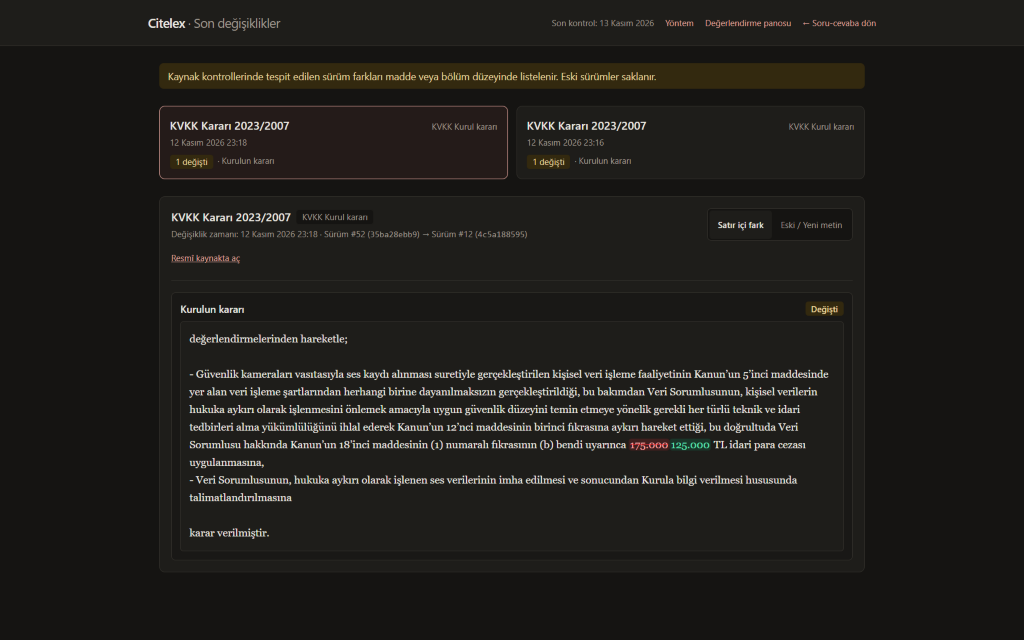 Citelex · Son değişiklikler
Son kontrol: 13 Kasım 2026 Yöntem Değerlendirme panosu ← Soru-cevaba dön
Kaynak kontrollerinde tespit edilen sürüm farkları madde veya bölüm düzeyinde listelenir. Eski sürümler saklanır.
KVKK Kararı 2023/2007 KVKK Kurul kararı
12 Kasım 2026 23:18
1 değişti · Kurulun kararı
KVKK Kararı 2023/2007 KVKK Kurul kararı
12 Kasım 2026 23:16
1 değişti · Kurulun kararı
KVKK Kararı 2023/2007 KVKK Kurul kararı
Değişiklik zamanı: 12 Kasım 2026 23:18 · Sürüm #52 (35ba28ebb9) → Sürüm #12 (4c5a188595)
Satır içi fark Eski / Yeni metin
Resmî kaynakta aç
Kurulun kararı Değişti
değerlendirmelerinden hareketle;
- Güvenlik kameraları vasıtasıyla ses kaydı alınması suretiyle gerçekleştirilen kişisel veri işleme faaliyetinin Kanun’un 5’inci maddesinde
yer alan veri işleme şartlarından herhangi birine dayanılmaksızın gerçekleştirildiği, bu bakımdan Veri Sorumlusunun, kişisel verilerin
hukuka aykırı olarak işlenmesini önlemek amacıyla uygun güvenlik düzeyini temin etmeye yönelik gerekli her türlü teknik ve idari
tedbirleri alma yükümlülüğünü ihlal ederek Kanun’un 12’nci maddesinin birinci fıkrasına aykırı hareket ettiği, bu doğrultuda Veri
Sorumlusu hakkında Kanun’un 18’inci maddesinin (1) numaralı fıkrasının (b) bendi uyarınca 175.000 125.000 TL idari para cezası
uygulanmasına,
- Veri Sorumlusunun, hukuka aykırı olarak işlenen ses verilerinin imha edilmesi ve sonucundan Kurula bilgi verilmesi hususunda
talimatlandırılmasına
karar verilmiştir.